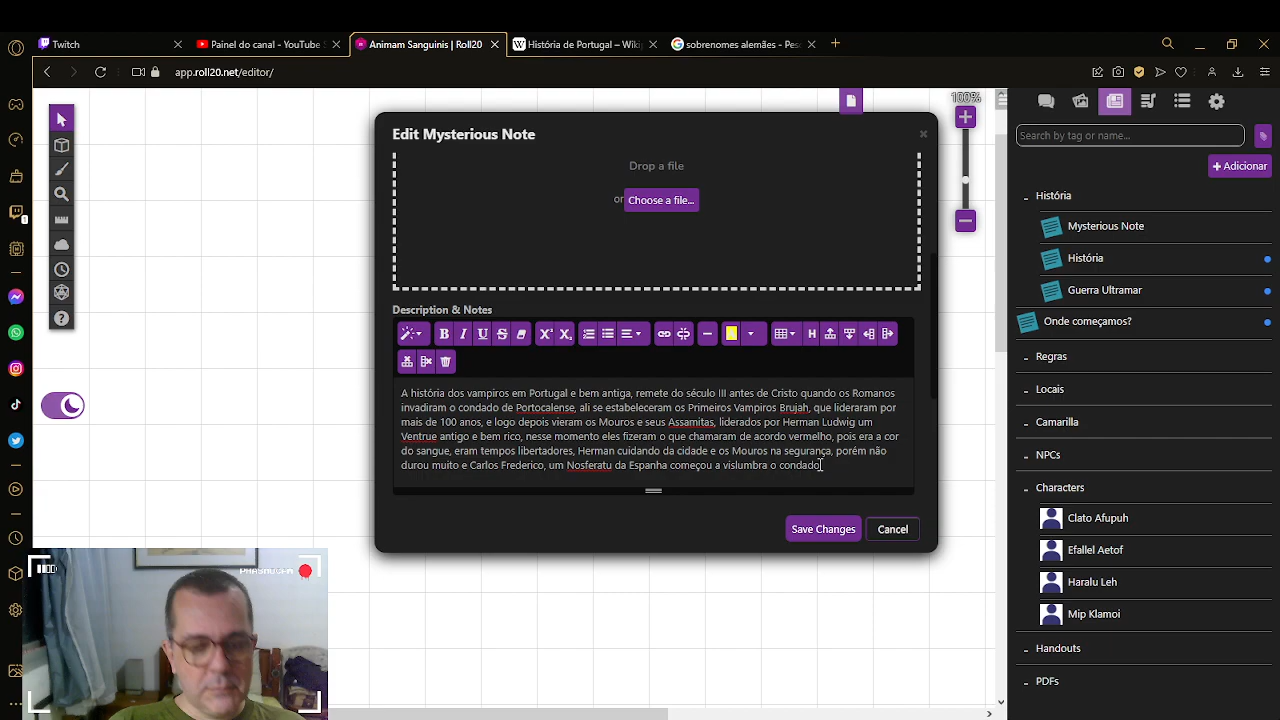 Twitch
Painel do canal - YouTube S
Animam Sanguinis | Roll20
História de Portugal – Wiki
sobrenomes alemães - Pes
app.roll20.net/editor/
100%
Edit Mysterious Note
Drop a file
or Choose a file...
Description & Notes
A história dos vampiros em Portugal e bem antiga, remete do século III antes de Cristo quando os Romanos
invadiram o condado de Portocalense, ali se estabeleceram os Primeiros Vampiros Brujah, que lideraram por
mais de 100 anos, e logo depois vieram os Mouros e seus Assamitas, liderados por Herman Ludwig um
Ventrue antigo e bem rico, nesse momento eles fizeram o que chamaram de acordo vermelho, pois era a cor
do sangue, eram tempos libertadores, Herman cuidando da cidade e os Mouros na segurança, porém não
durou muito e Carlos Frederico, um Nosferatu da Espanha começou a vislumbra o condado
Save Changes
Cancel
Search by tag or name...
+ Adicionar
História
Mysterious Note
História
Guerra Ultramar
Onde começamos?
Regras
Locais
Camarilla
NPCs
Characters
Clato Afupuh
Efallel Aetof
Haralu Leh
Mip Klamoi
Handouts
PDFs